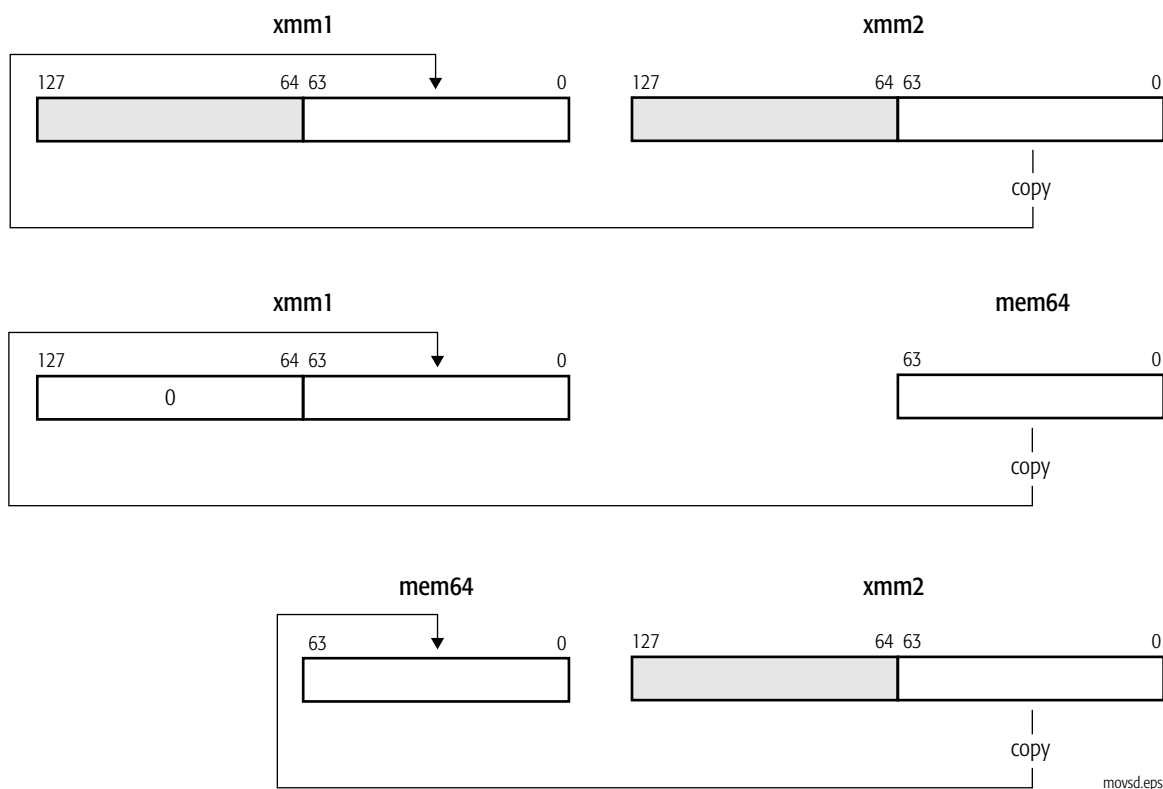 xmm1 xmm2
127 64 63 0 127 64 63 0
copy
xmm1 mem64
127 64 63 0 63 0
0
copy
mem64 xmm2
63 0 127 64 63 0
copy
movsd.eps